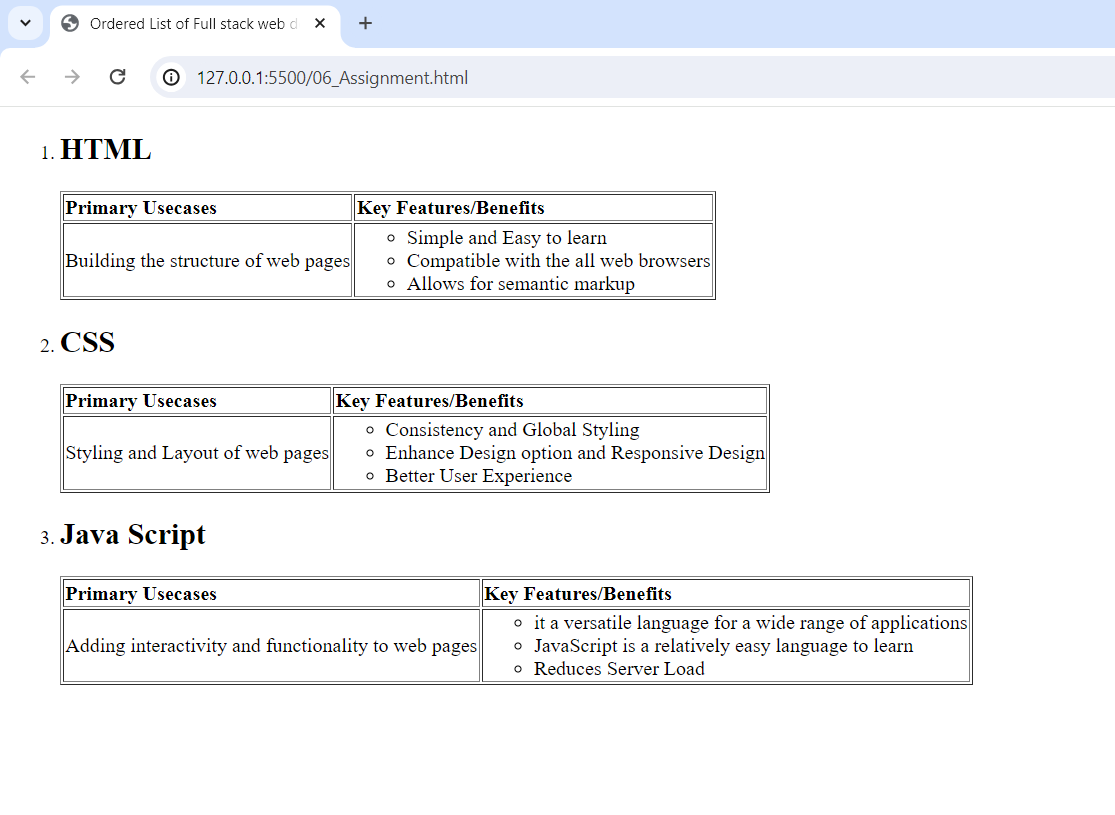 Ordered List of Full stack web d
127.0.0.1:5500/06_Assignment.html
1. HTML
Primary Usecases Key Features/Benefits
Building the structure of web pages
Simple and Easy to learn
Compatible with the all web browsers
Allows for semantic markup
2. CSS
Primary Usecases Key Features/Benefits
Styling and Layout of web pages
Consistency and Global Styling
Enhance Design option and Responsive Design
Better User Experience
3. Java Script
Primary Usecases Key Features/Benefits
Adding interactivity and functionality to web pages
it a versatile language for a wide range of applications
JavaScript is a relatively easy language to learn
Reduces Server Load